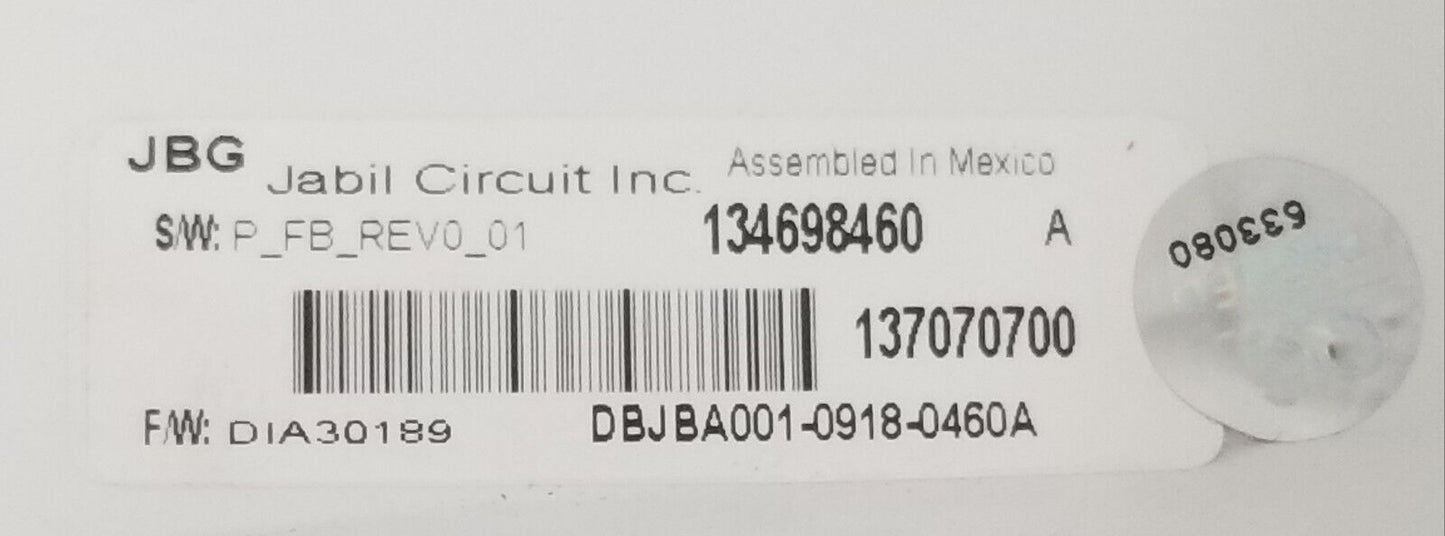 JBG Jabil Circuit Inc. Assembled In Mexico
S/W: P_FB_REV0_01 134698460 A
137070700
F/W: DIA30189 DBJBA001-0918-0460A
633080